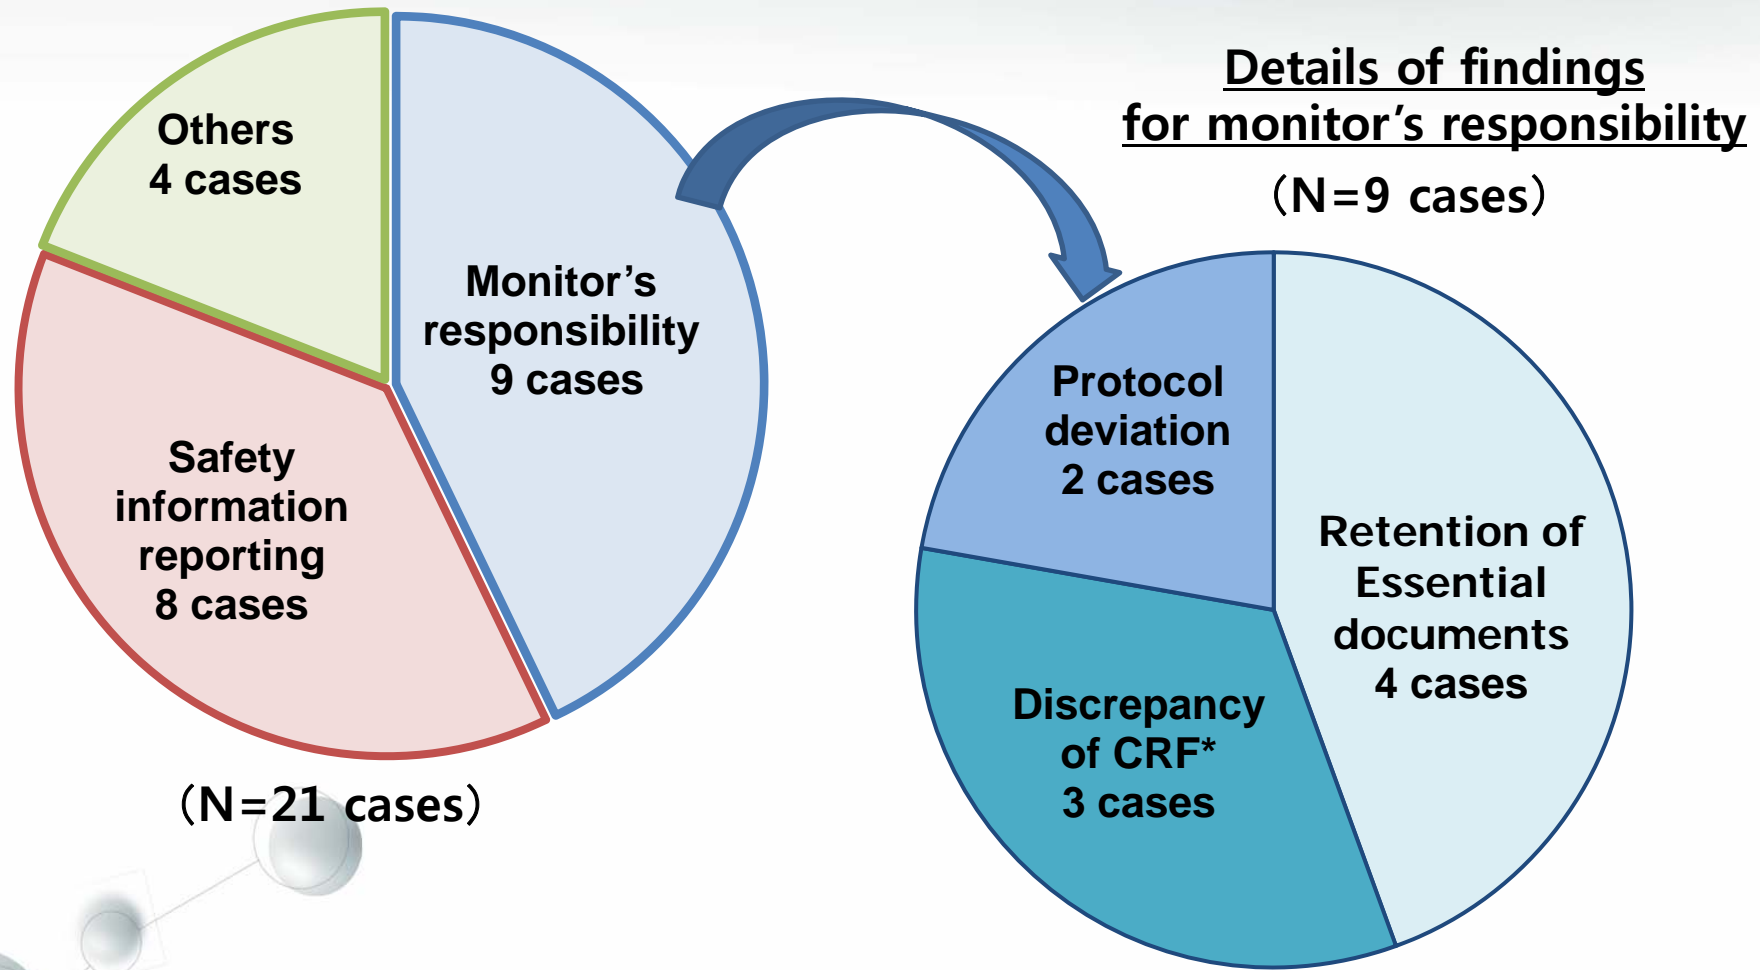 Others
4 cases
Monitor’s
responsibility
9 cases
Safety
information
reporting
8 cases
（N=21 cases）
Details of findings
for monitor’s responsibility
（N=9 cases）
Protocol
deviation
2 cases
Retention of
Essential
documents
4 cases
Discrepancy
of CRF*
3 cases